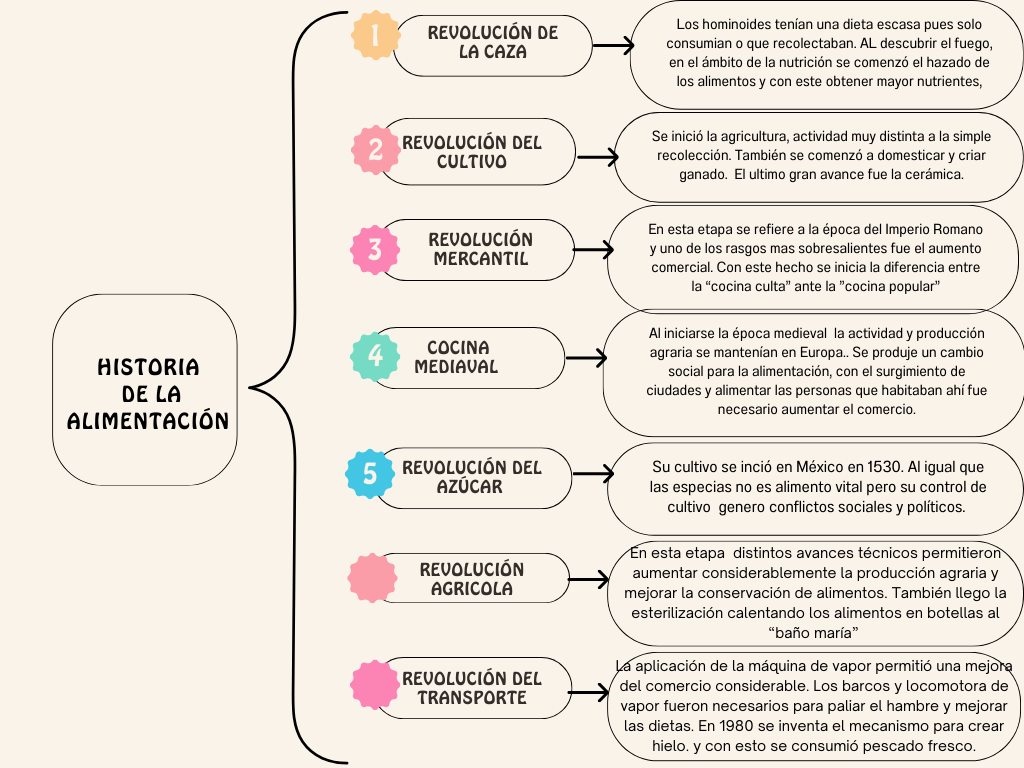 HISTORIA
DE LA
ALIMENTACIÓN
1
REVOLUCIÓN DE
LA CAZA
Los hominoides tenían una dieta escasa pues solo
consumian o que recolectaban. AL descubrir el fuego,
en el ámbito de la nutrición se comenzó el hazado de
los alimentos y con este obtener mayor nutrientes,
2
REVOLUCIÓN DEL
CULTIVO
Se inició la agricultura, actividad muy distinta a la simple
recolección. También se comenzó a domesticar y criar
ganado. El ultimo gran avance fue la cerámica.
3
REVOLUCIÓN
MERCANTIL
En esta etapa se refiere a la época del Imperio Romano
y uno de los rasgos mas sobresalientes fue el aumento
comercial. Con este hecho se inicia la diferencia entre
la “cocina culta” ante la ”cocina popular”
4
COCINA
MEDIAVAL
Al iniciarse la época medieval la actividad y producción
agraria se mantenían en Europa.. Se produje un cambio
social para la alimentación, con el surgimiento de
ciudades y alimentar las personas que habitaban ahí fue
necesario aumentar el comercio.
5
REVOLUCIÓN DEL
AZÚCAR
Su cultivo se inció en México en 1530. Al igual que
las especias no es alimento vital pero su control de
cultivo genero conflictos sociales y políticos.
REVOLUCIÓN
AGRICOLA
En esta etapa distintos avances técnicos permitieron
aumentar considerablemente la producción agraria y
mejorar la conservación de alimentos. También llego la
esterilización calentando los alimentos en botellas al
“baño maría”
REVOLUCIÓN DEL
TRANSPORTE
La aplicación de la máquina de vapor permitió una mejora
del comercio considerable. Los barcos y locomotora de
vapor fueron necesarios para paliar el hambre y mejorar
las dietas. En 1980 se inventa el mecanismo para crear
hielo. y con esto se consumió pescado fresco.